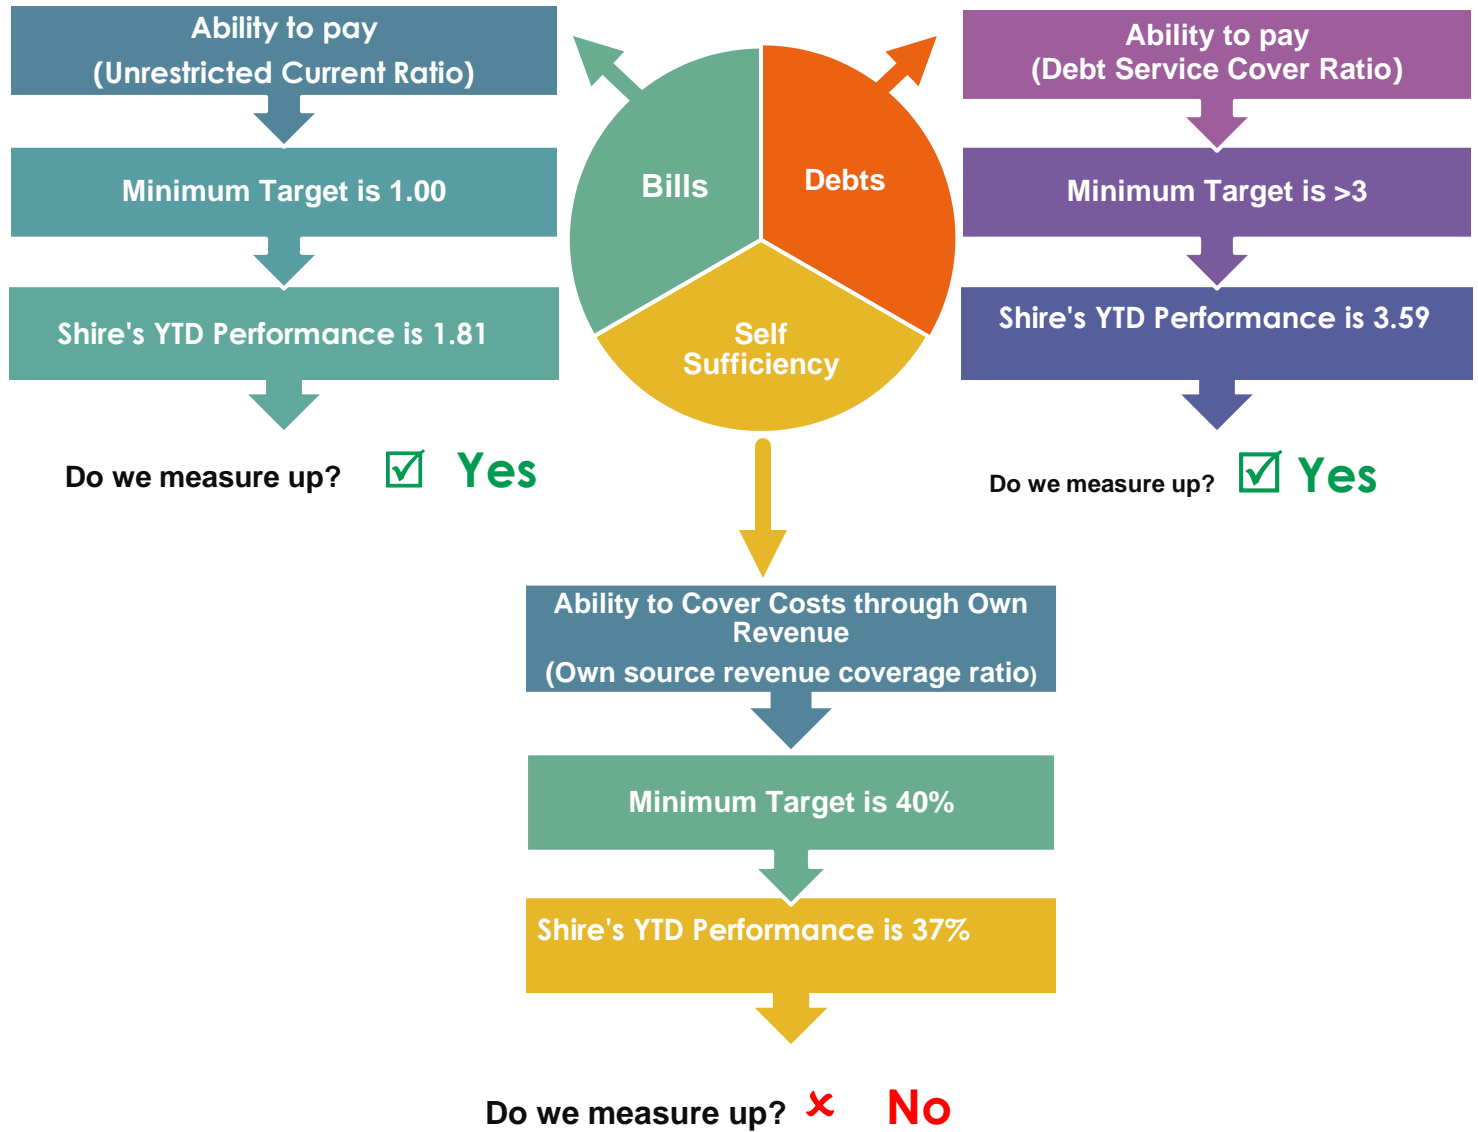 Ability to pay
(Unrestricted Current Ratio)
Minimum Target is 1.00
Shire's YTD Performance is 1.81
Do we measure up? ☑ Yes
Bills
Debts
Self
Sufficiency
Ability to pay
(Debt Service Cover Ratio)
Minimum Target is >3
Shire's YTD Performance is 3.59
Do we measure up? ☑ Yes
Ability to Cover Costs through Own
Revenue
(Own source revenue coverage ratio)
Minimum Target is 40%
Shire's YTD Performance is 37%
Do we measure up? ✗ No